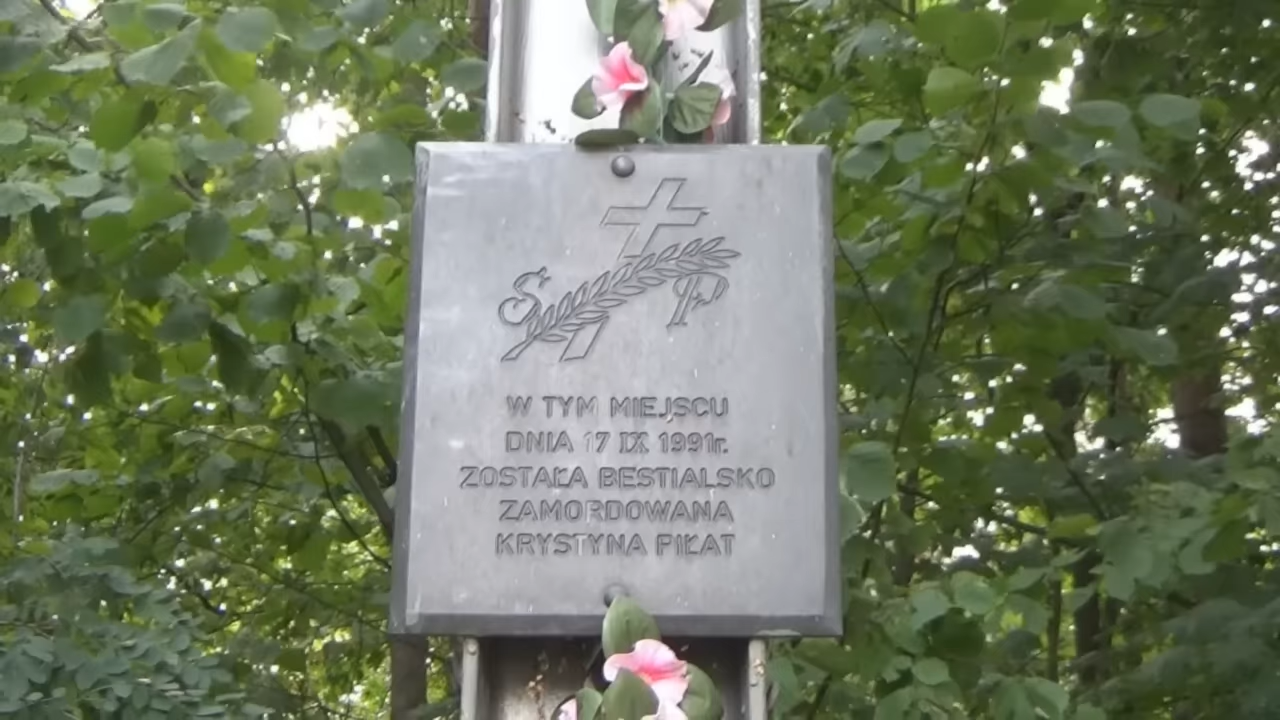 Ś P
W TYM MIEJSCU
DNIA 17 IX 1991r.
ZOSTAŁA BESTIALSKO
ZAMORDOWANA
KRYSTYNA PIŁAT